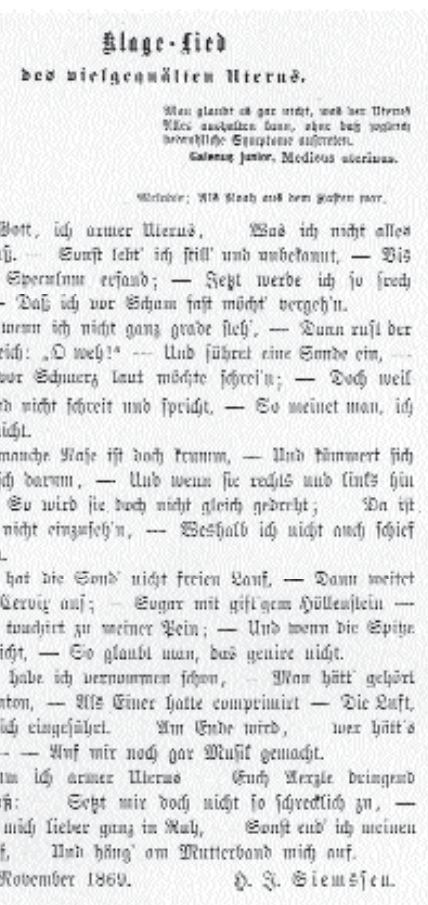 Klage-Lied
des vielgequälten Uterus.
Man glaubt es gar nicht, was der Uterus
Alles aushalten kann, ohne daß sogleich
bedrohliche Symptome auftreten.
Galenus junior, Medicus uterinus.
Melodie: Als Noah aus dem Kasten war.
Gott, ich armer Uterus, Was ich nicht alles
Sonst lebt' ich still und unbekannt, — Bis
Speculum erfand; — Jetzt werde ich so frech
— Daß ich vor Scham fast möcht' vergeh'n.
wenn ich nicht ganz grade steh', — Dann ruft der
„O weh!“ — Und führet eine Sonde ein, —
vor Schmerz laut möchte schrei'n; — Doch weil
nicht schreit und spricht, — So meinet man, ich
manche Nase ist doch krumm, — Und kümmert sich
darum, — Und wenn sie rechts und links hin
So wird sie doch nicht gleich gedreht; Da ist
nicht einzuseh'n, — Weshalb ich nicht auch schief
hat die Sond' nicht freien Lauf, — Dann weitet
Cervix auf; — Sogar mit gift'gem Höllenstein —
touchirt zu meiner Pein; — Und wenn die Spitze
— So glaubt man, das genire nicht.
habe ich vernommen schon, — Man hätt' gehört
— Als Einer hatte comprimirt — Die Luft,
eingeführt. Am Ende wird, wer hätt's
— — Auf mir noch gar Musik gemacht.
ich armer Uterus Euch Aerzte dringend
Setzt mir doch nicht so schrecklich zu, —
mich lieber ganz in Ruh, Sonst end' ich meinen
Und häng' am Mutterband mich auf.
November 1869. H. J. Siemssen.